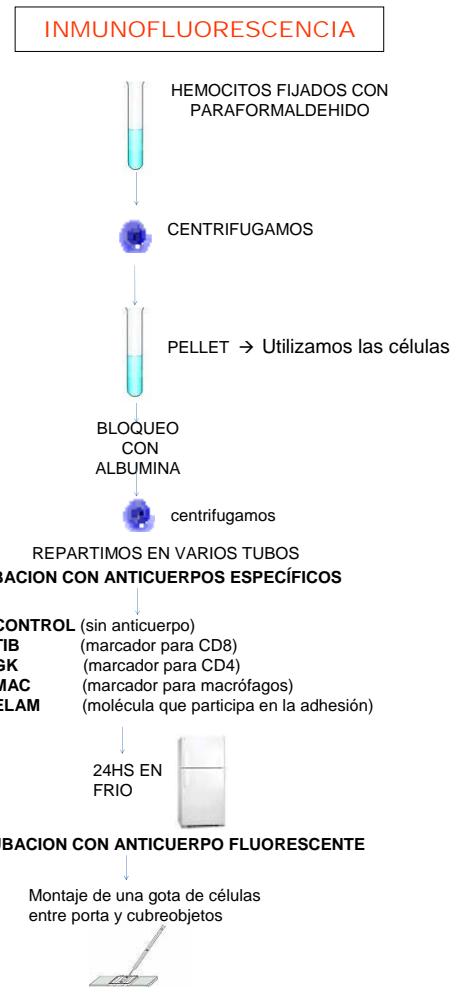 INMUNOFLUORESCENCIA
HEMOCITOS FIJADOS CON
PARAFORMALDEHIDO
CENTRIFUGAMOS
PELLET → Utilizamos las células
BLOQUEO
CON
ALBUMINA
centrifugamos
REPARTIMOS EN VARIOS TUBOS
BACION CON ANTICUERPOS ESPECÍFICOS
CONTROL (sin anticuerpo)
TIB (marcador para CD8)
GK (marcador para CD4)
MAC (marcador para macrófagos)
ELAM (molécula que participa en la adhesión)
24HS EN
FRIO
UBACION CON ANTICUERPO FLUORESCENTE
Montaje de una gota de células
entre porta y cubreobjetos